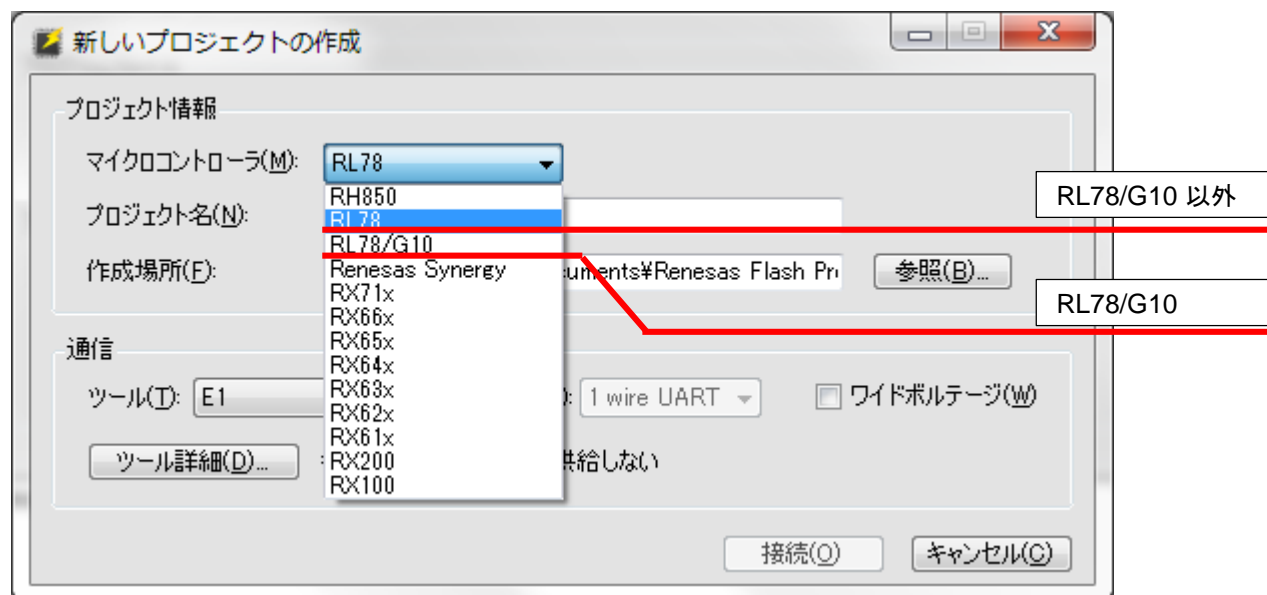 新しいプロジェクトの作成
プロジェクト情報
マイクロコントローラ(M):
RL78
RH850
RL78
RL78/G10
Renesas Synergy
RX71x
RX66x
RX65x
RX64x
RX63x
RX62x
RX61x
RX200
RX100
プロジェクト名(N):
作成場所(F):
cuments¥Renesas Flash Pr
参照(B)...
RL78/G10 以外
RL78/G10
通信
ツール(T):
E1
): 1 wire UART
ワイドボルテージ(W)
ツール詳細(D)...
供給しない
接続(O)
キャンセル(C)